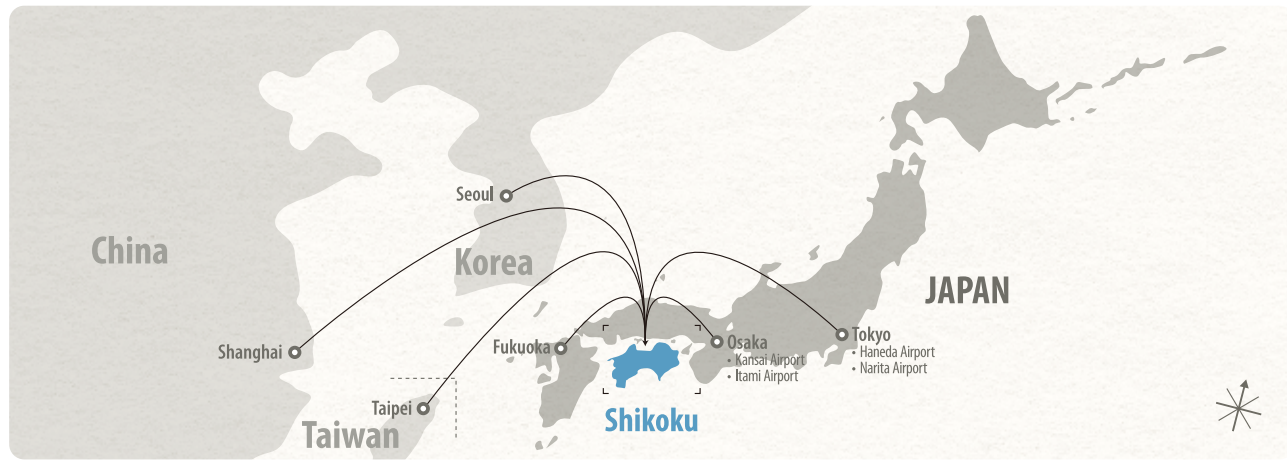 Seoul
China
Korea
JAPAN
Shanghai
Fukuoka
Osaka
• Kansai Airport
• Itami Airport
Tokyo
• Haneda Airport
• Narita Airport
Taipei
Taiwan
Shikoku